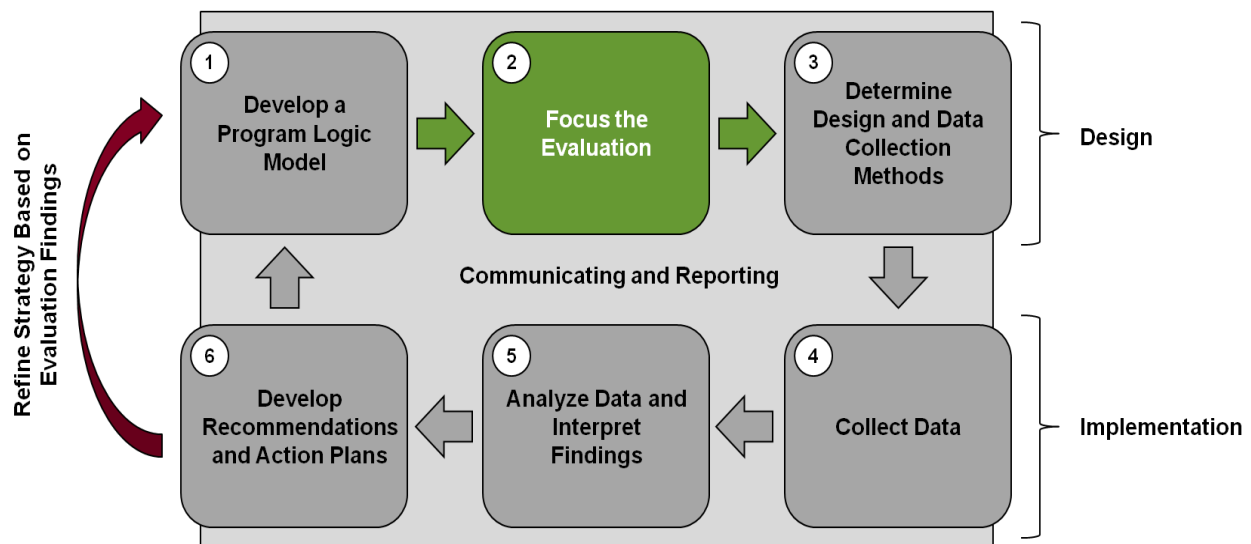 1
Develop a
Program Logic
Model
2
Focus the
Evaluation
3
Determine
Design and Data
Collection
Methods
Design
Refine Strategy Based on
Evaluation Findings
Communicating and Reporting
6
Develop
Recommendations
and Action Plans
5
Analyze Data and
Interpret
Findings
4
Collect Data
Implementation